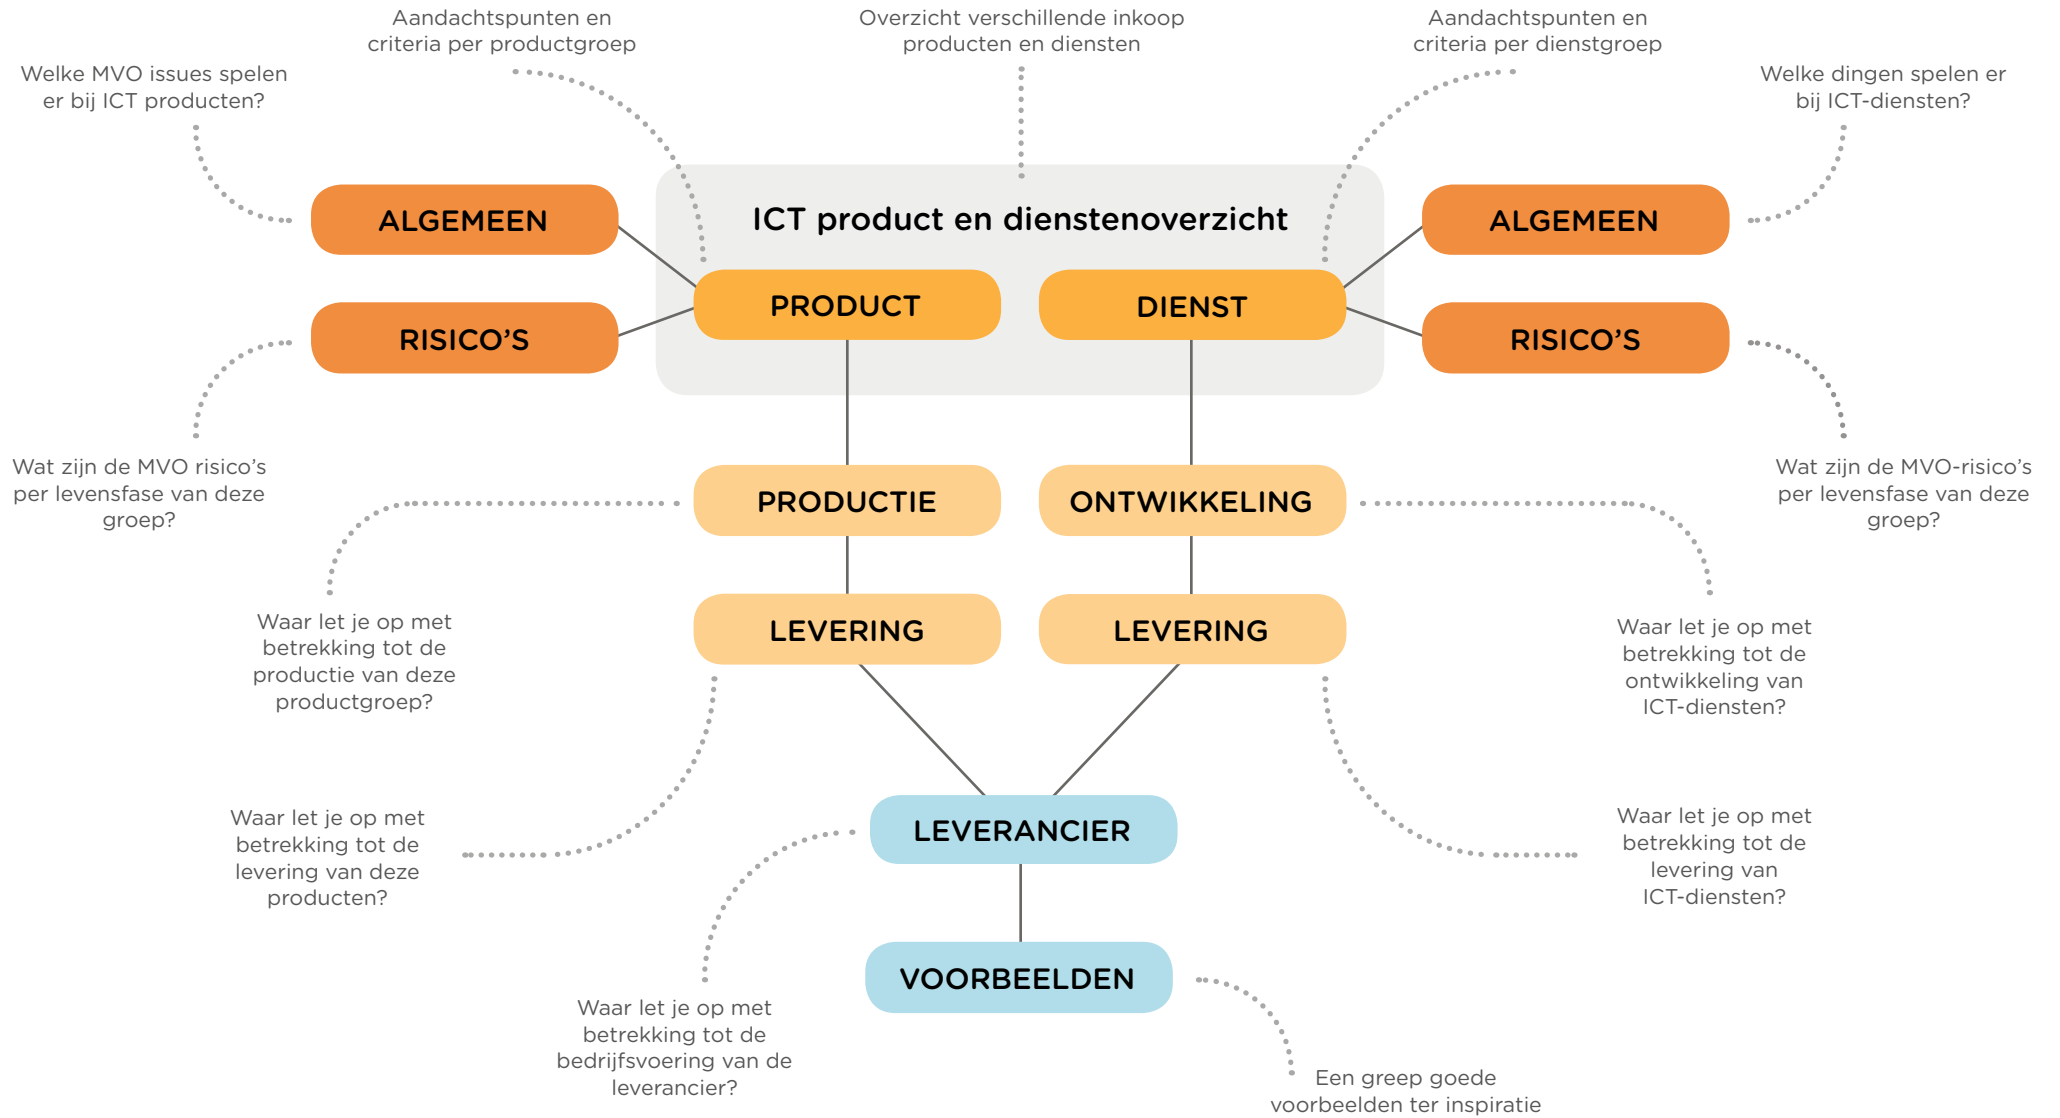 Aandachtspunten en
criteria per productgroep
Overzicht verschillende inkoop
producten en diensten
Aandachtspunten en
criteria per dienstgroep
Welke MVO issues spelen
er bij ICT producten?
Welke dingen spelen er
bij ICT-diensten?
ICT product en dienstenoverzicht
ALGEMEEN
ALGEMEEN
PRODUCT
DIENST
RISICO’S
RISICO’S
Wat zijn de MVO risico’s
per levensfase van deze
groep?
Wat zijn de MVO-risico’s
per levensfase van deze
groep?
PRODUCTIE
ONTWIKKELING
Waar let je op met
betrekking tot de
productie van deze
productgroep?
LEVERING
LEVERING
Waar let je op met
betrekking tot de
ontwikkeling van
ICT-diensten?
Waar let je op met
betrekking tot de
levering van deze
producten?
LEVERANCIER
Waar let je op met
betrekking tot de
levering van
ICT-diensten?
VOORBEELDEN
Waar let je op met
betrekking tot de
bedrijfsvoering van de
leverancier?
Een greep goede
voorbeelden ter inspiratie